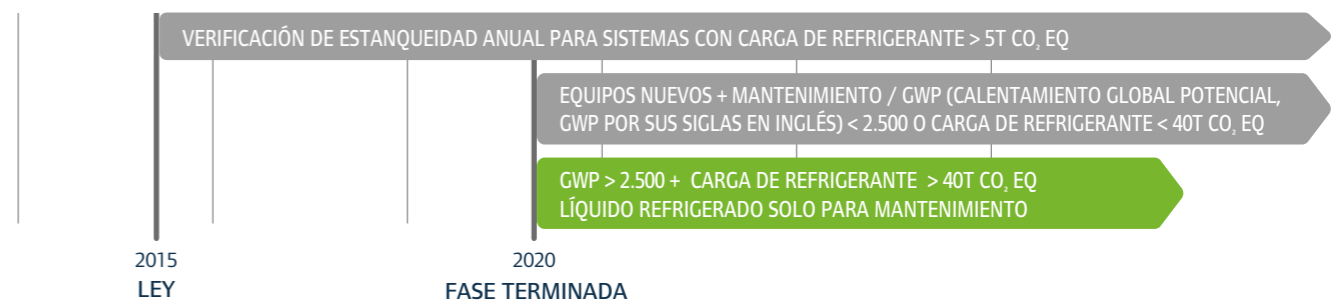 VERIFICACIÓN DE ESTANQUEIDAD ANUAL PARA SISTEMAS CON CARGA DE REFRIGERANTE > 5T CO₂ EQ
EQUIPOS NUEVOS + MANTENIMIENTO / GWP (CALENTAMIENTO GLOBAL POTENCIAL,
GWP POR SUS SIGLAS EN INGLÉS) < 2.500 O CARGA DE REFRIGERANTE < 40T CO₂ EQ
GWP > 2.500 + CARGA DE REFRIGERANTE > 40T CO₂ EQ
LÍQUIDO REFRIGERADO SOLO PARA MANTENIMIENTO
2015
LEY
2020
FASE TERMINADA